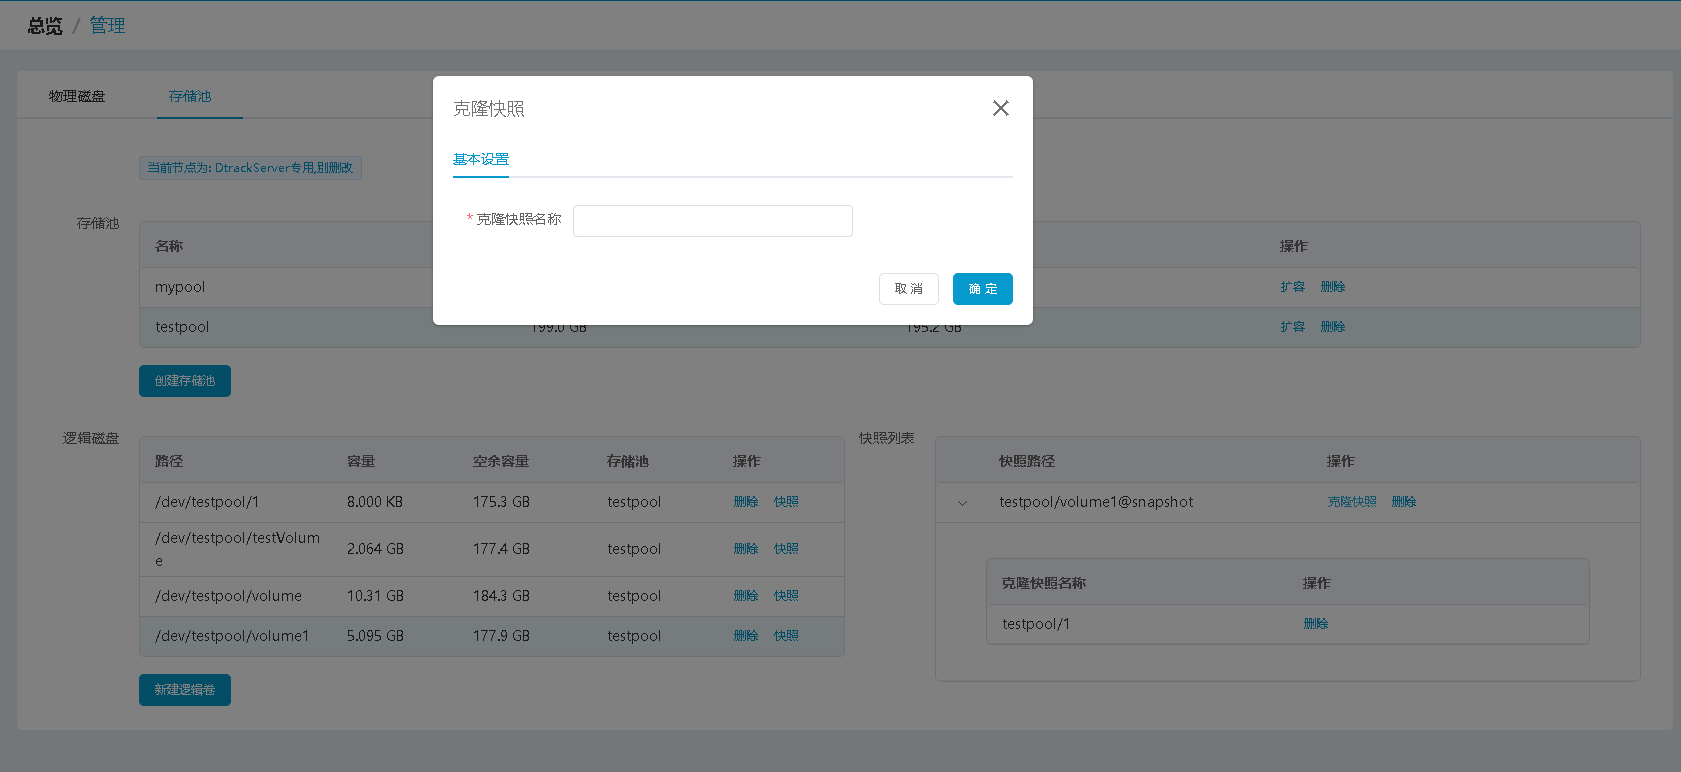 总览 / 管理
物理磁盘 存储池
当前节点为: DtrackServer专用,别删改
克隆快照
基本设置
* 克隆快照名称
取 消 确 定
存储池
名称 操作
mypool 扩容 删除
testpool 199.0 GB 195.2 GB 扩容 删除
创建存储池
逻辑磁盘
路径 容量 空余容量 存储池 操作
/dev/testpool/1 8.000 KB 175.3 GB testpool 删除 快照
/dev/testpool/testVolum
e 2.064 GB 177.4 GB testpool 删除 快照
/dev/testpool/volume 10.31 GB 184.3 GB testpool 删除 快照
/dev/testpool/volume1 5.095 GB 177.9 GB testpool 删除 快照
新建逻辑卷
快照列表
快照路径 操作
testpool/volume1@snapshot 克隆快照 删除
克隆快照名称 操作
testpool/1 删除